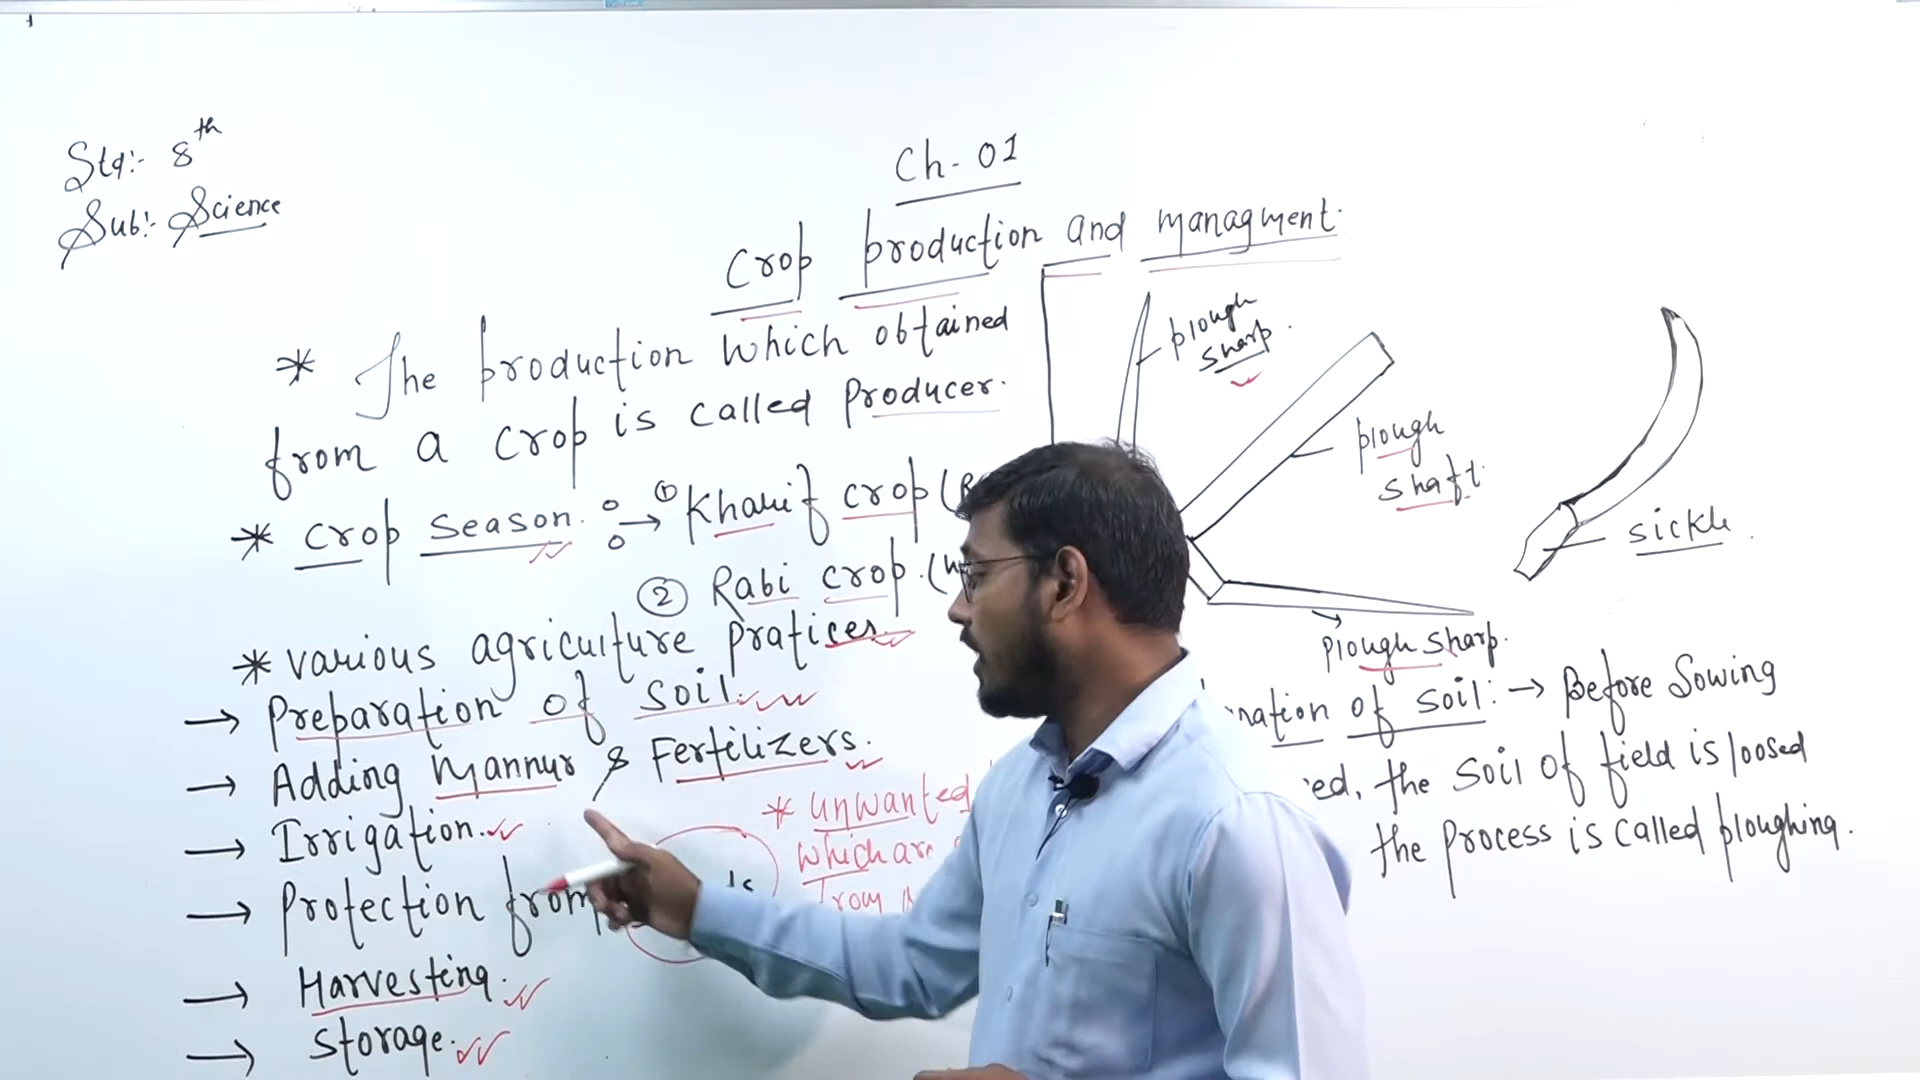 Std:- 8th
Sub:- Science
Ch-01
Crop production and managment.
* The production which obtained
from a crop is called Producer.
* Crop season : → ① Kharif crop (
② Rabi crop. (
* various agriculture pratices
→ Preparation of soil.
→ Adding Mannur & Fertilizers.
→ Irrigation.
→ Protection from
→ Harvesting.
→ Storage.
* unwanted
which are
From
plough
sharp.
plough
shaft.
plough sharp.
sickle.
of soil: → Before Sowing
the soil of field is loosed
the process is called ploughing.